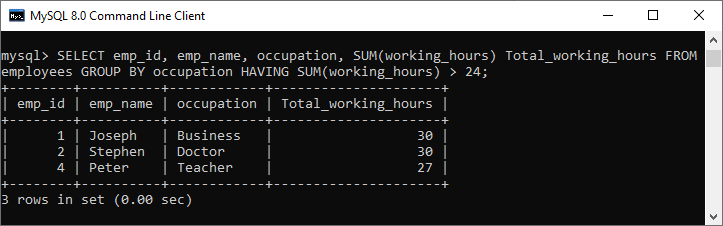 MySQL 8.0 Command Line Client
mysql> SELECT emp_id, emp_name, occupation, SUM(working_hours) Total_working_hours FROM
employees GROUP BY occupation HAVING SUM(working_hours) > 24;
+--------+----------+------------+---------------------+
| emp_id | emp_name | occupation | Total_working_hours |
+--------+----------+------------+---------------------+
|      1 | Joseph   | Business   |                  30 |
|      2 | Stephen  | Doctor     |                  30 |
|      4 | Peter    | Teacher    |                  27 |
+--------+----------+------------+---------------------+
3 rows in set (0.00 sec)